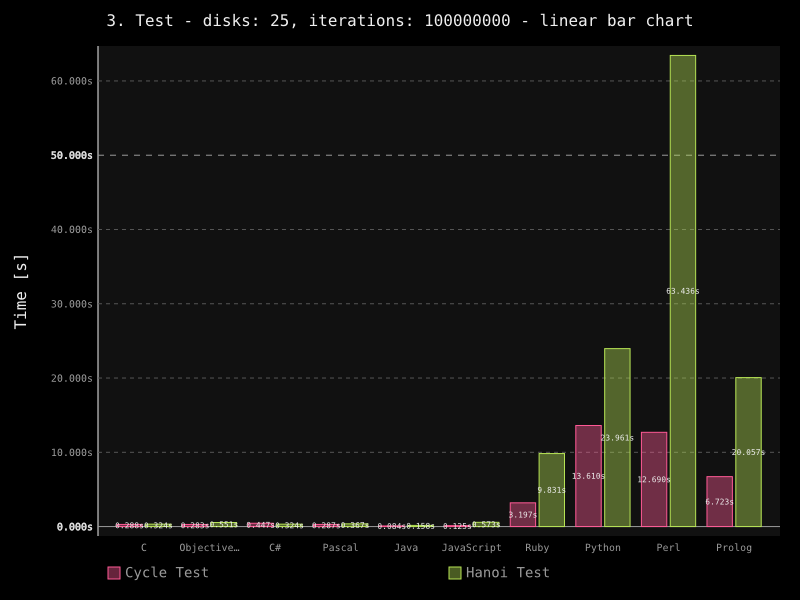 3. Test - disks: 25, iterations: 100000000 - linear bar chart
Time [s]
60.000s
50.000s
40.000s
30.000s
20.000s
10.000s
0.000s
63.436s
23.961s
20.057s
13.610s
12.690s
9.831s
6.723s
3.197s
0.288s 0.324s 0.283s 0.551s 0.447s 0.324s 0.287s 0.387s 0.084s 0.150s 0.125s 0.573s
C Objective… C# Pascal Java JavaScript Ruby Python Perl Prolog
Cycle Test Hanoi Test